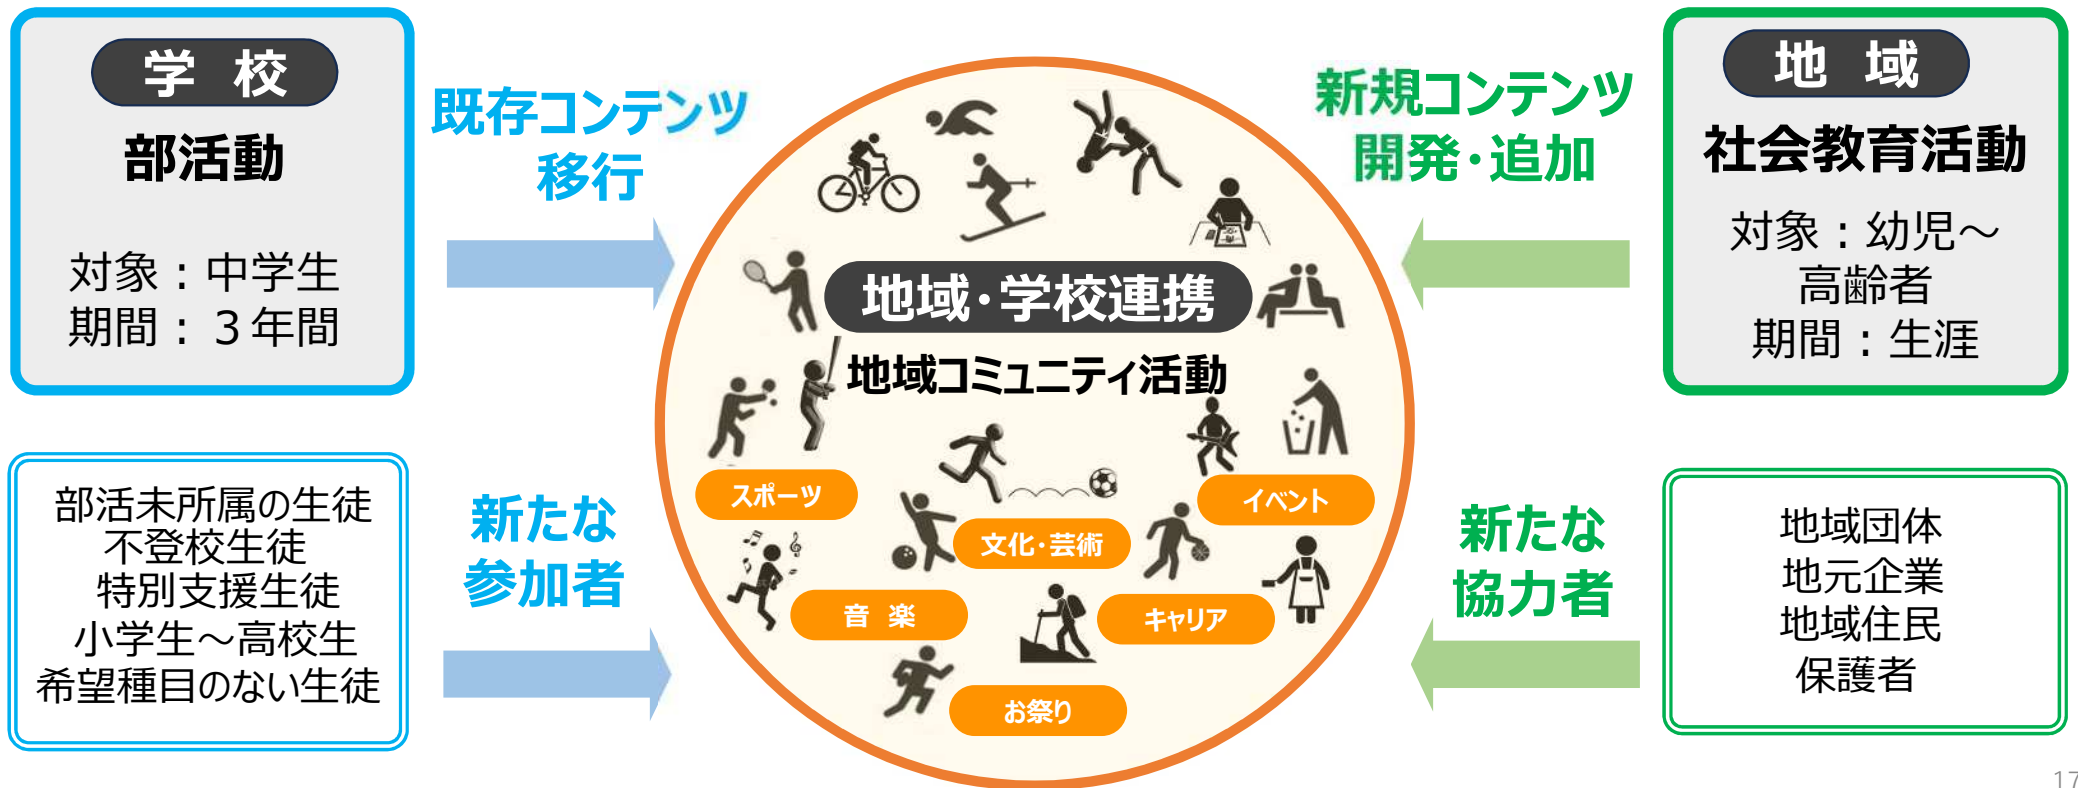 学 校
部活動
対象：中学生
期間：３年間
部活未所属の生徒
不登校生徒
特別支援生徒
小学生～高校生
希望種目のない生徒
既存コンテンツ
移行
新たな
参加者
地域・学校連携
地域コミュニティ活動
スポーツ
イベント
文化・芸術
音 楽
キャリア
お祭り
新規コンテンツ
開発・追加
新たな
協力者
地 域
社会教育活動
対象：幼児～
高齢者
期間：生涯
地域団体
地元企業
地域住民
保護者
17